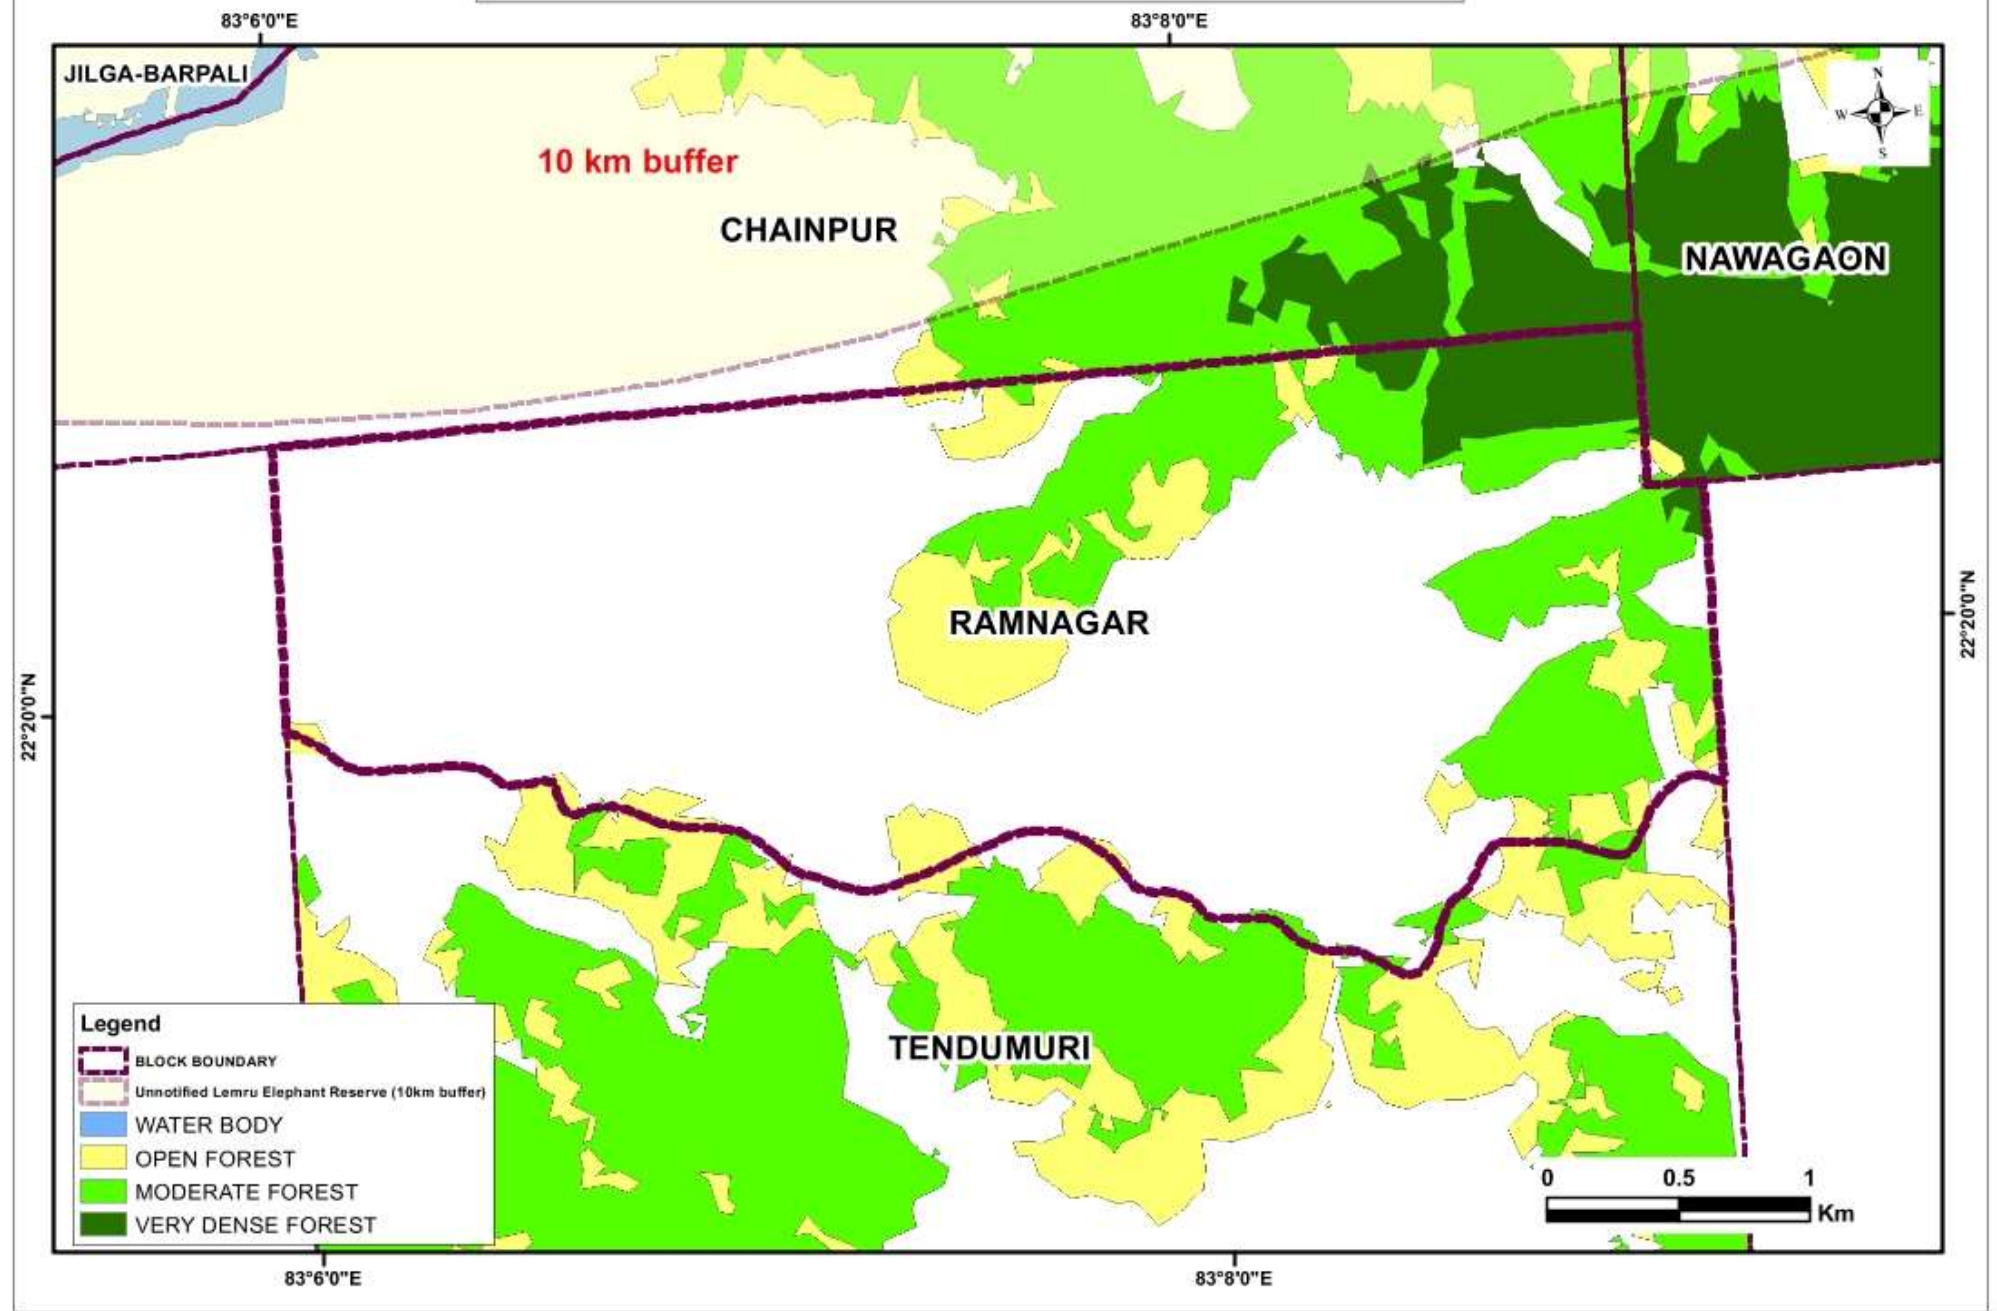 83°6'0"E
83°8'0"E
JILGA-BARPALI
N
W
E
S
10 km buffer
CHAINPUR
NAWAGAON
22°20'0"N
RAMNAGAR
22°20'0"N
TENDUMURI
Legend
BLOCK BOUNDARY
Unnotified Lemru Elephant Reserve (10km buffer)
WATER BODY
OPEN FOREST
MODERATE FOREST
VERY DENSE FOREST
0 0.5 1
Km
83°6'0"E
83°8'0"E